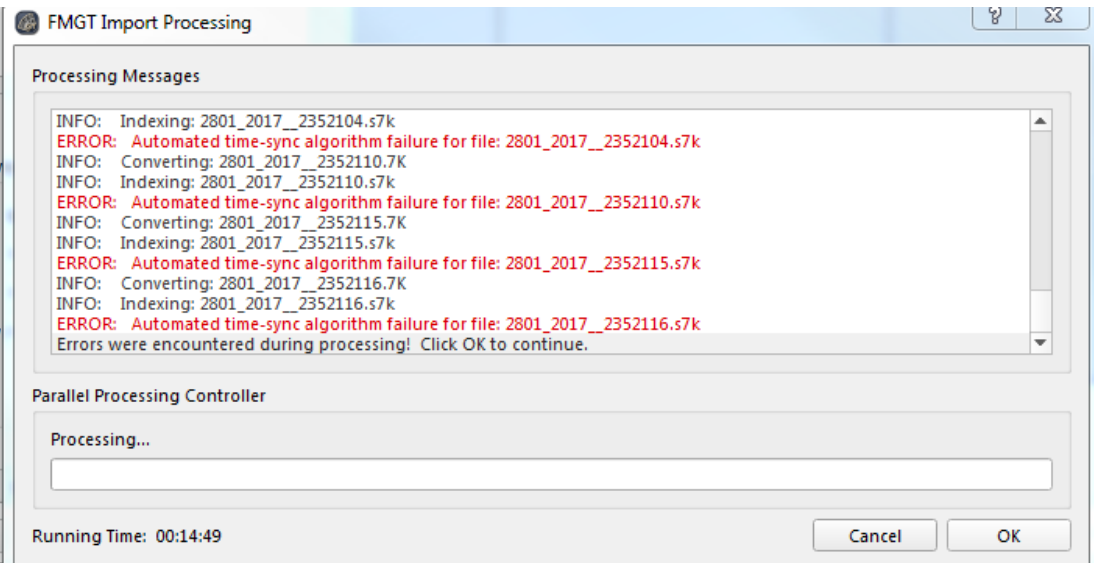 FMGT Import Processing
Processing Messages
INFO: Indexing: 2801_2017__2352104.s7k
ERROR: Automated time-sync algorithm failure for file: 2801_2017__2352104.s7k
INFO: Converting: 2801_2017__2352110.7K
INFO: Indexing: 2801_2017__2352110.s7k
ERROR: Automated time-sync algorithm failure for file: 2801_2017__2352110.s7k
INFO: Converting: 2801_2017__2352115.7K
INFO: Indexing: 2801_2017__2352115.s7k
ERROR: Automated time-sync algorithm failure for file: 2801_2017__2352115.s7k
INFO: Converting: 2801_2017__2352116.7K
INFO: Indexing: 2801_2017__2352116.s7k
ERROR: Automated time-sync algorithm failure for file: 2801_2017__2352116.s7k
Errors were encountered during processing! Click OK to continue.
Parallel Processing Controller
Processing...
Running Time: 00:14:49
Cancel
OK